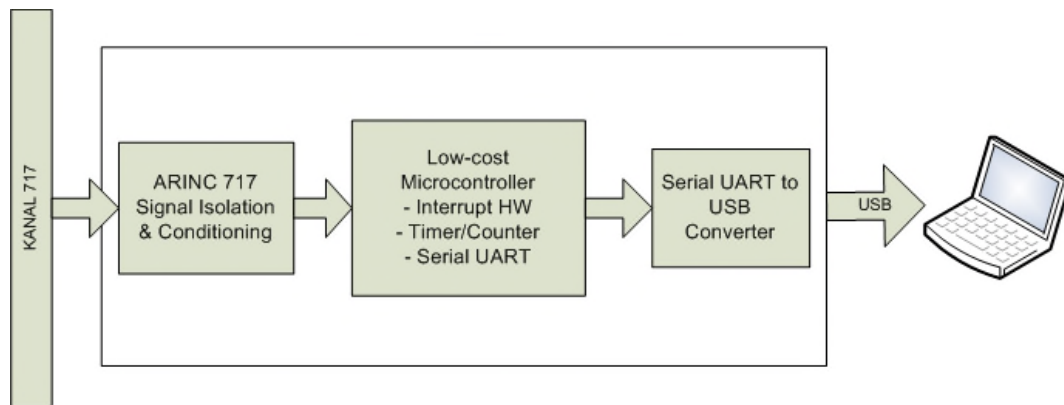 KANAL 717
ARINC 717
Signal Isolation
& Conditioning
Low-cost
Microcontroller
- Interrupt HW
- Timer/Counter
- Serial UART
Serial UART to
USB
Converter
USB